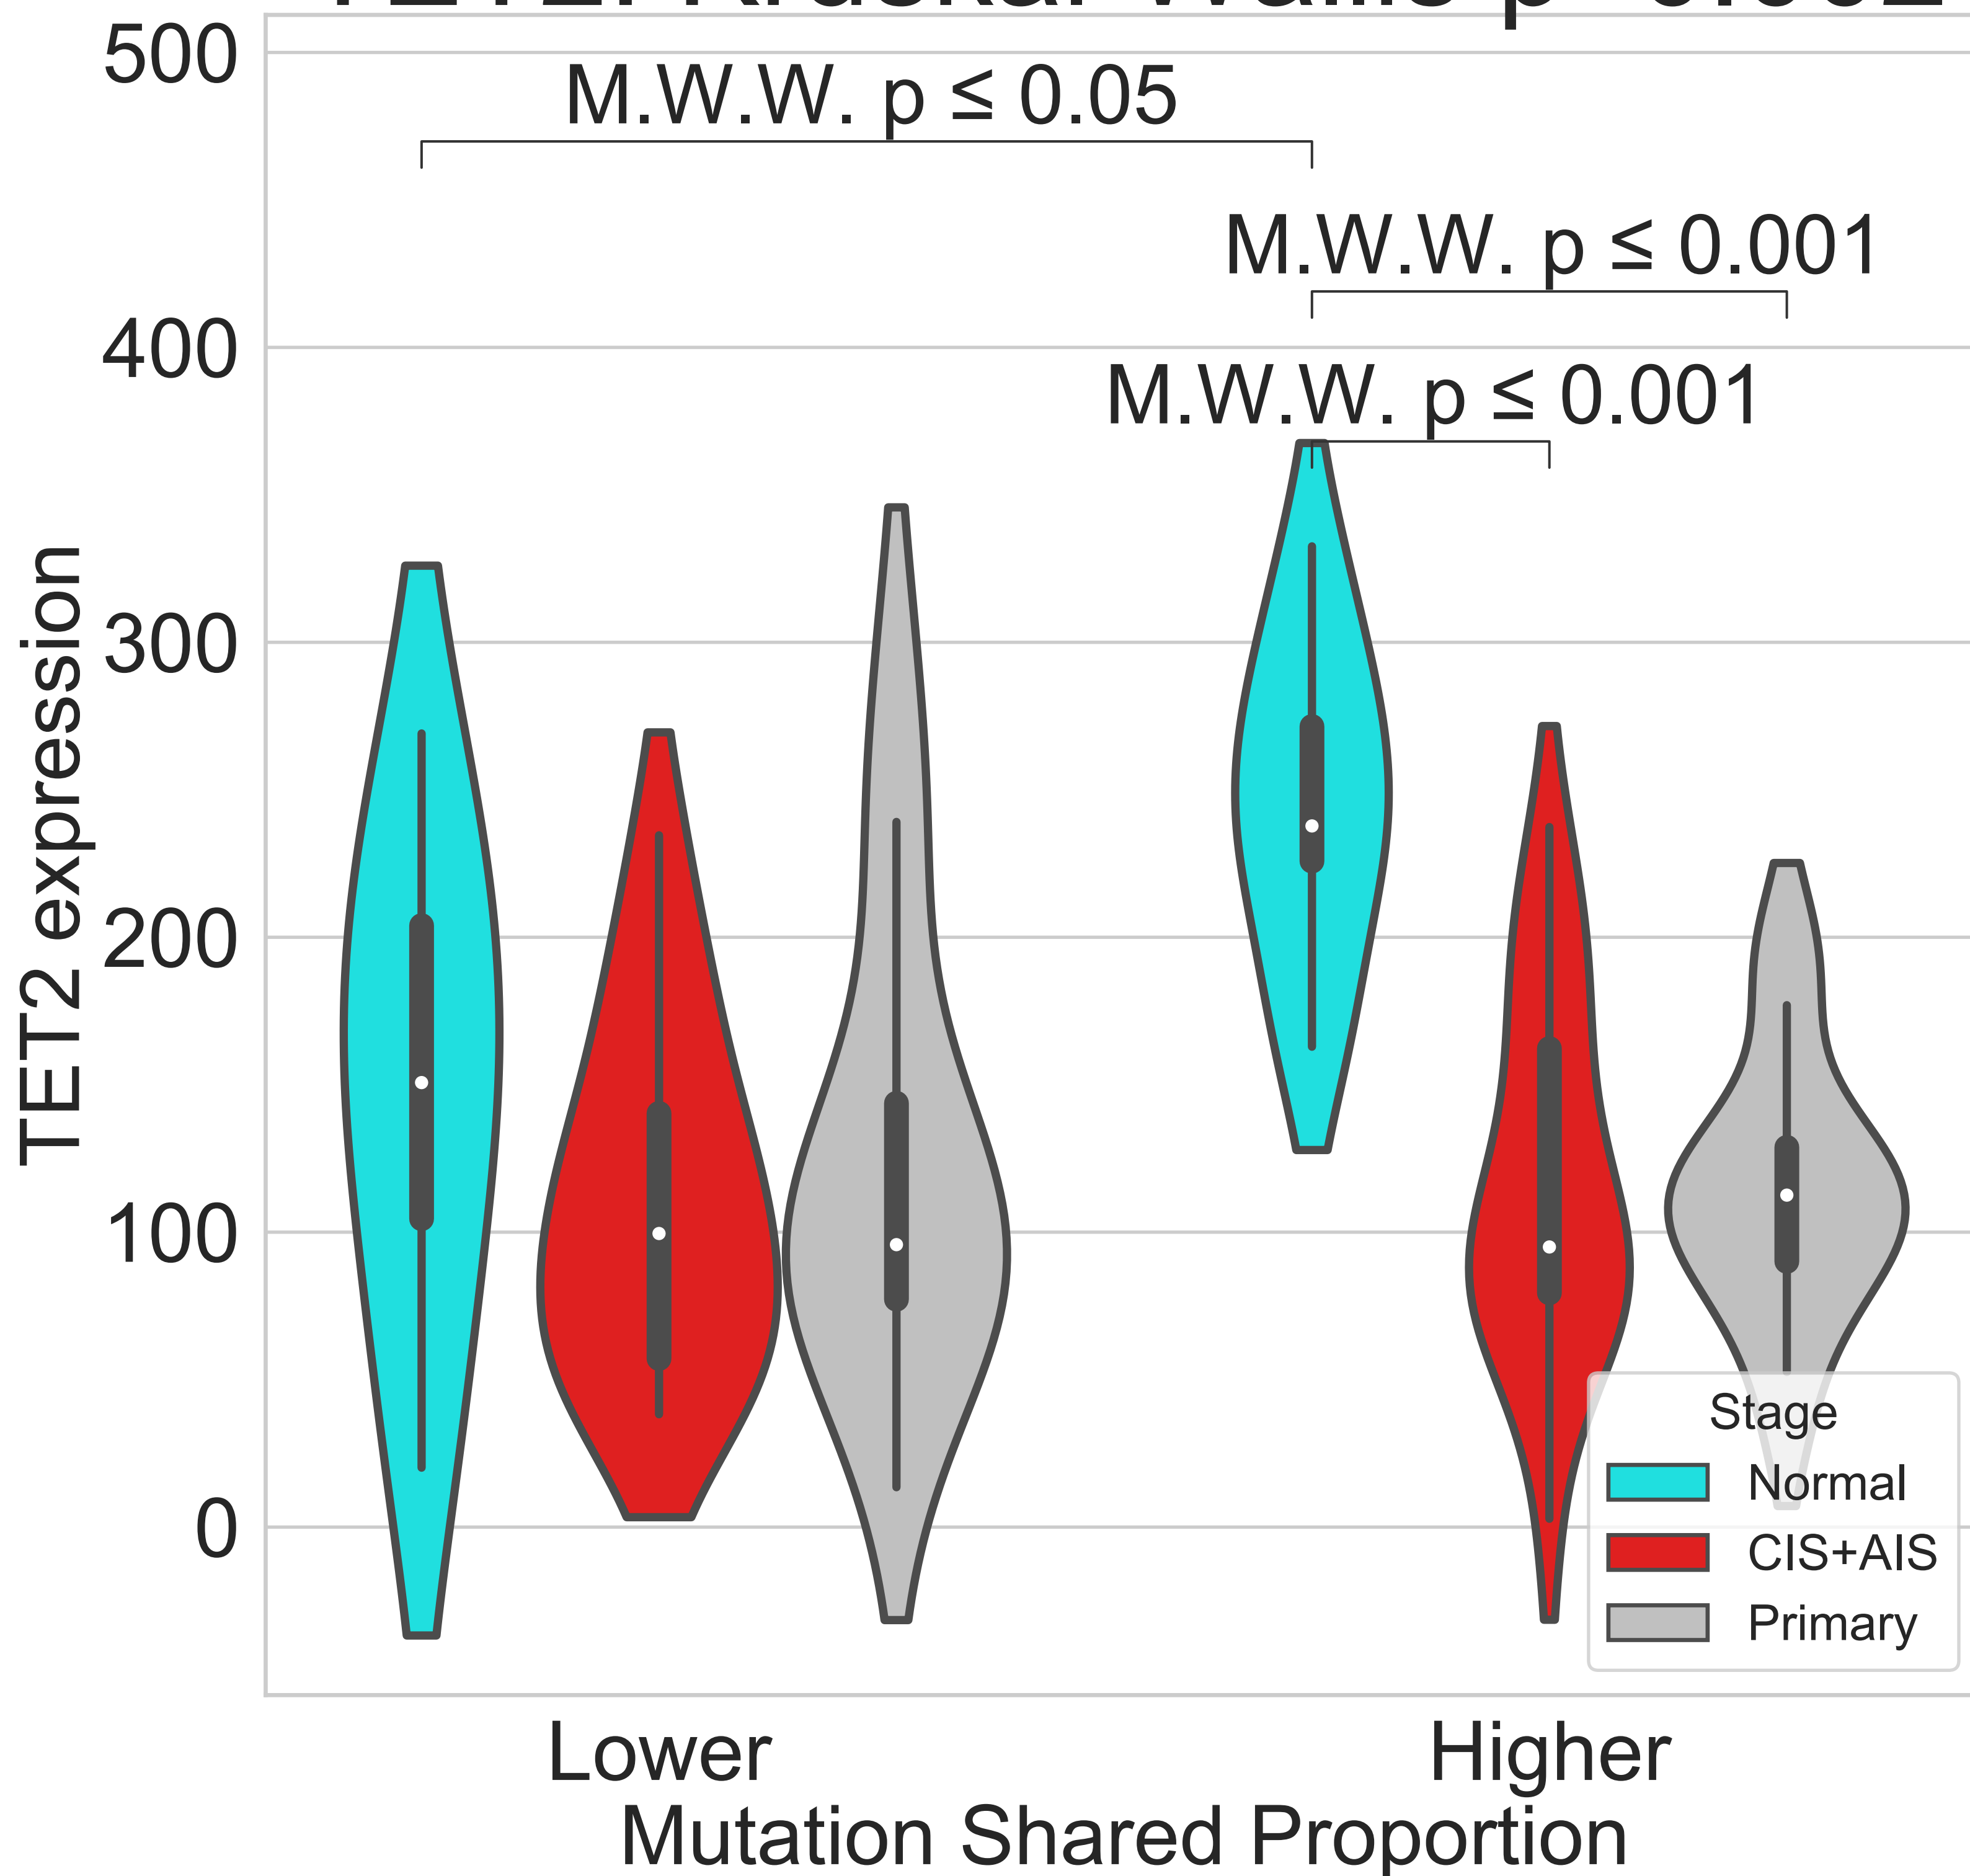 500
M.W.W. p ≤ 0.05
M.W.W. p ≤ 0.001
400
M.W.W. p ≤ 0.001
300
TET2 expression
200
100
0
Stage
Normal
CIS+AIS
Primary
Lower
Higher
Mutation Shared Proportion